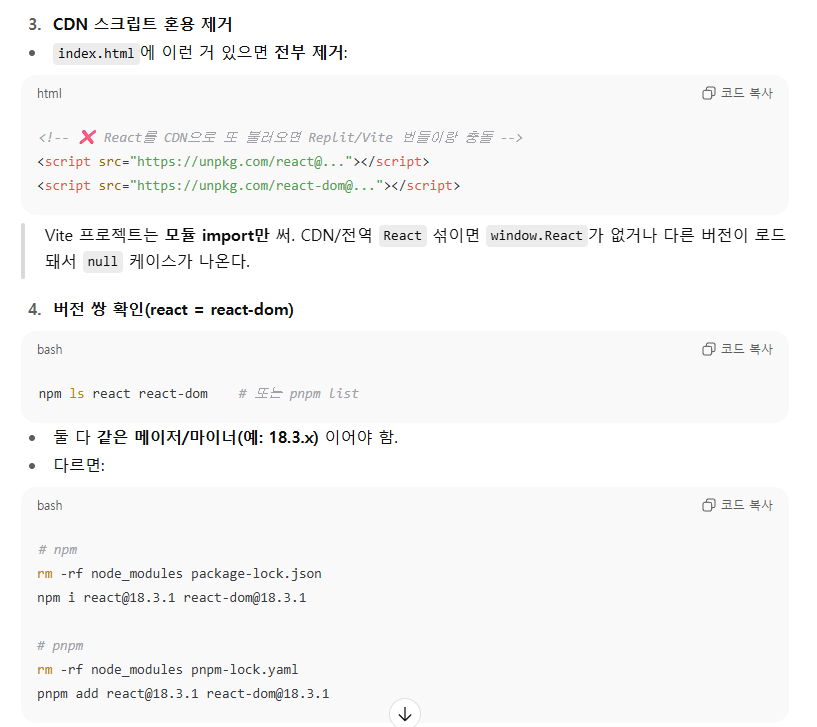 3. CDN 스크립트 혼용 제거
• index.html 에 이런 거 있으면 전부 제거:
html
코드 복사
<!-- ❌ React를 CDN으로 또 불러오면 Replit/Vite 번들이랑 충돌 -->
<script src="https://unpkg.com/react@..."></script>
<script src="https://unpkg.com/react-dom@..."></script>
Vite 프로젝트는 모듈 import만 써. CDN/전역 React 섞이면 window.React 가 없거나 다른 버전이 로드
돼서 null 케이스가 나온다.
4. 버전 쌍 확인(react = react-dom)
bash
코드 복사
npm ls react react-dom    # 또는 pnpm list
• 둘 다 같은 메이저/마이너(예: 18.3.x) 이어야 함.
• 다르면:
bash
코드 복사
# npm
rm -rf node_modules package-lock.json
npm i react@18.3.1 react-dom@18.3.1
# pnpm
rm -rf node_modules pnpm-lock.yaml
pnpm add react@18.3.1 react-dom@18.3.1